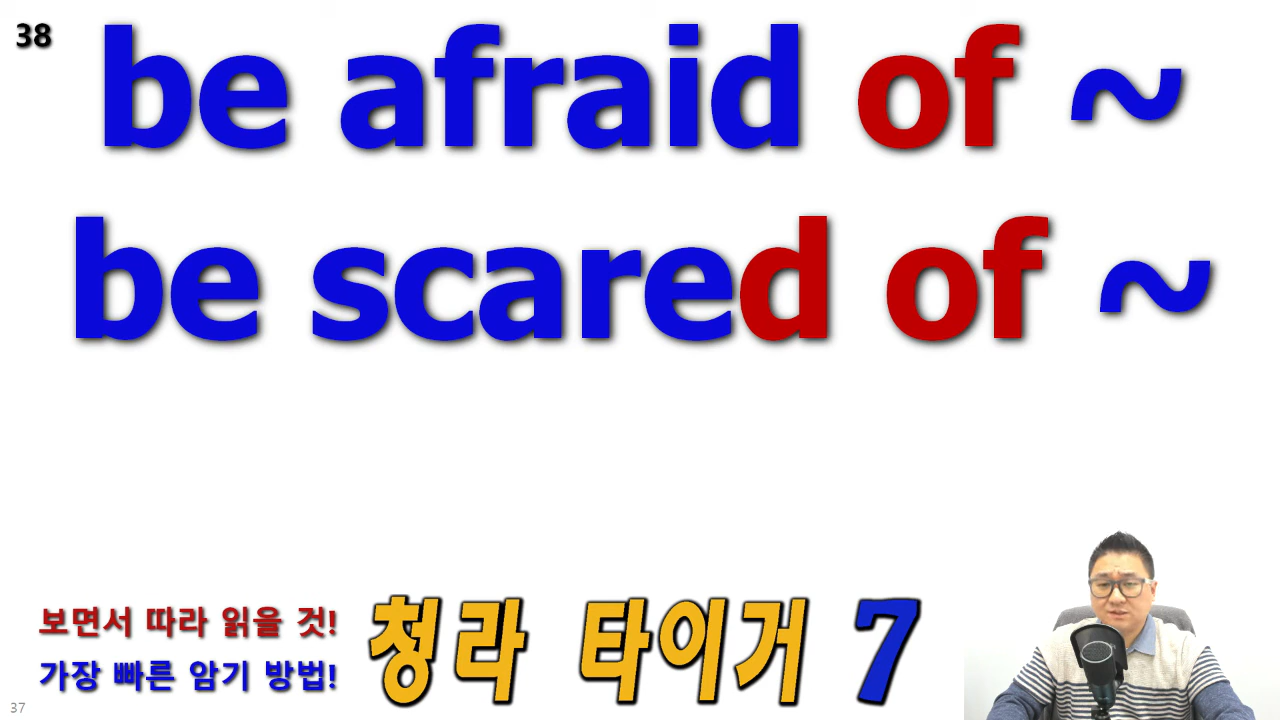 38
be afraid of ~
be scared of ~
보면서 따라 읽을 것!
가장 빠른 암기 방법!
청라 타이거 7
37